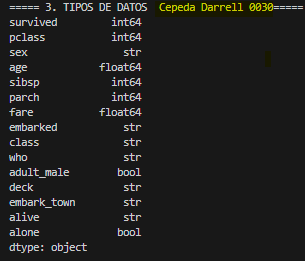 ===== 3. TIPOS DE DATOS  Cepeda Darrell 0030=====
survived         int64
pclass           int64
sex                str
age            float64
sibsp            int64
parch            int64
fare           float64
embarked           str
class              str
who                str
adult_male        bool
deck               str
embark_town        str
alive              str
alone             bool
dtype: object